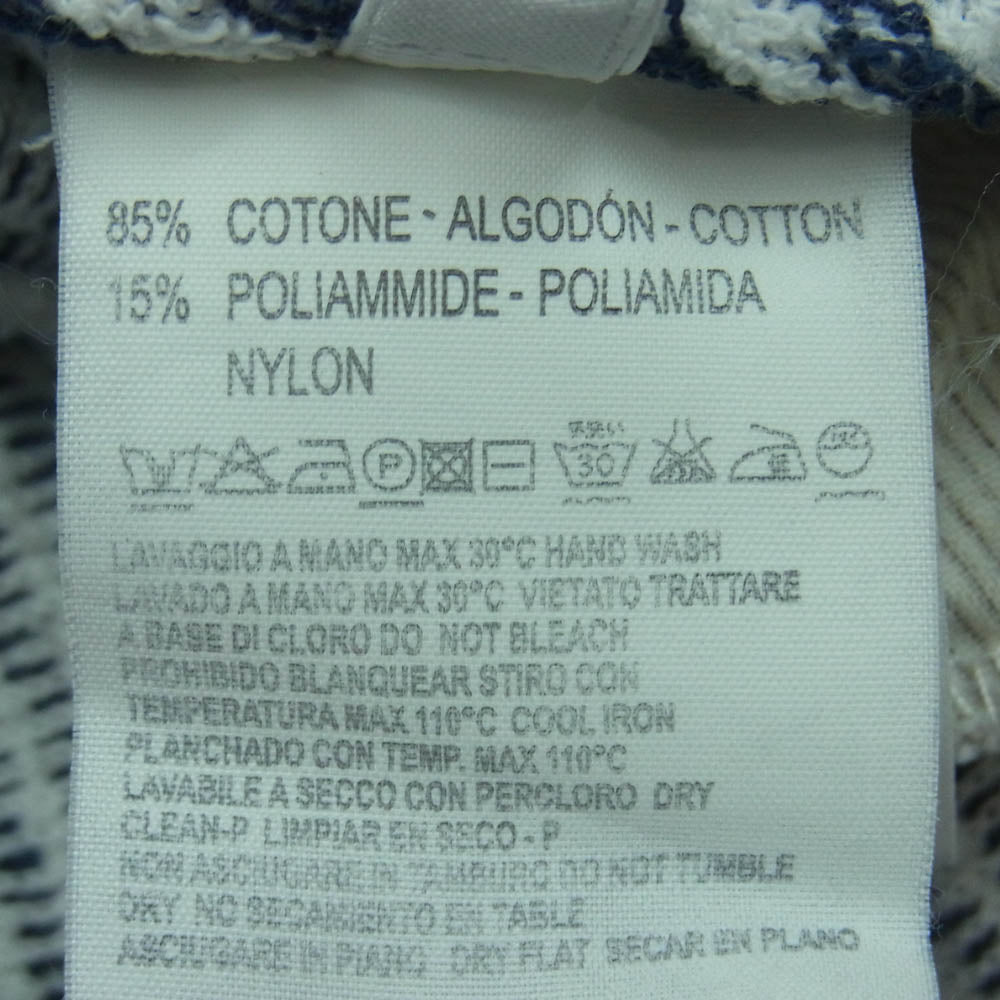 85% COTONE - ALGODÓN - COTTON
15% POLIAMMIDE - POLIAMIDA
NYLON
P 30
LAVAGGIO A MANO MAX 30°C HAND WASH
LAVADO A MANO MAX 30°C VIETATO TRATTARE
A BASE DI CLORO DO NOT BLEACH
PROHIBIDO BLANQUEAR STIRO CON
TEMPERATURA MAX 110°C COOL IRON
PLANCHADO CON TEMP. MAX 110°C
LAVABILE A SECCO CON PERCLORO DRY
CLEAN-P LIMPIAR EN SECO - P
NON ASCIUGARE IN TAMBURO DO NOT TUMBLE
DRY NO SECAMIENTO EN TABLE
ASCIUGARE IN PIANO DRY FLAT SECAR EN PLANO